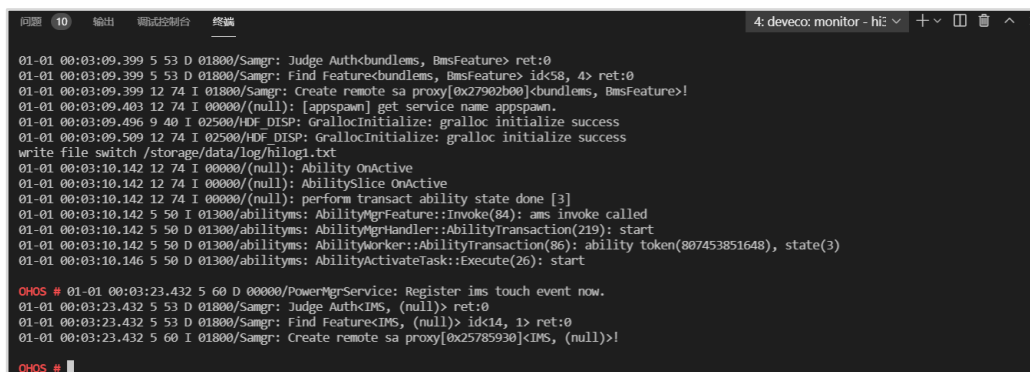 问题 10 输出 调试控制台 终端 4: deveco: monitor - hi3
01-01 00:03:09.399 5 53 D 01800/Samgr: Judge Auth<bundlems, BmsFeature> ret:0
01-01 00:03:09.399 5 53 D 01800/Samgr: Find Feature<bundlems, BmsFeature> id<58, 4> ret:0
01-01 00:03:09.399 12 74 I 01800/Samgr: Create remote sa proxy[0x27902b00]<bundlems, BmsFeature>!
01-01 00:03:09.403 12 74 I 00000/(null): [appspawn] get service name appspawn.
01-01 00:03:09.496 9 40 I 02500/HDF_DISP: GrallocInitialize: gralloc initialize success
01-01 00:03:09.509 12 74 I 02500/HDF_DISP: GrallocInitialize: gralloc initialize success
write file switch /storage/data/log/hilog1.txt
01-01 00:03:10.142 12 74 I 00000/(null): Ability OnActive
01-01 00:03:10.142 12 74 I 00000/(null): AbilitySlice OnActive
01-01 00:03:10.142 12 74 I 00000/(null): perform transact ability state done [3]
01-01 00:03:10.142 5 50 I 01300/abilityms: AbilityMgrFeature::Invoke(84): ams invoke called
01-01 00:03:10.142 5 50 D 01300/abilityms: AbilityMgrHandler::AbilityTransaction(219): start
01-01 00:03:10.142 5 50 D 01300/abilityms: AbilityWorker::AbilityTransaction(86): ability token(807453851648), state(3)
01-01 00:03:10.146 5 50 D 01300/abilityms: AbilityActivateTask::Execute(26): start
OHOS # 01-01 00:03:23.432 5 60 D 00000/PowerMgrService: Register ims touch event now.
01-01 00:03:23.432 5 53 D 01800/Samgr: Judge Auth<IMS, (null)> ret:0
01-01 00:03:23.432 5 53 D 01800/Samgr: Find Feature<IMS, (null)> id<14, 1> ret:0
01-01 00:03:23.432 5 60 I 01800/Samgr: Create remote sa proxy[0x25785930]<IMS, (null)>!
OHOS #